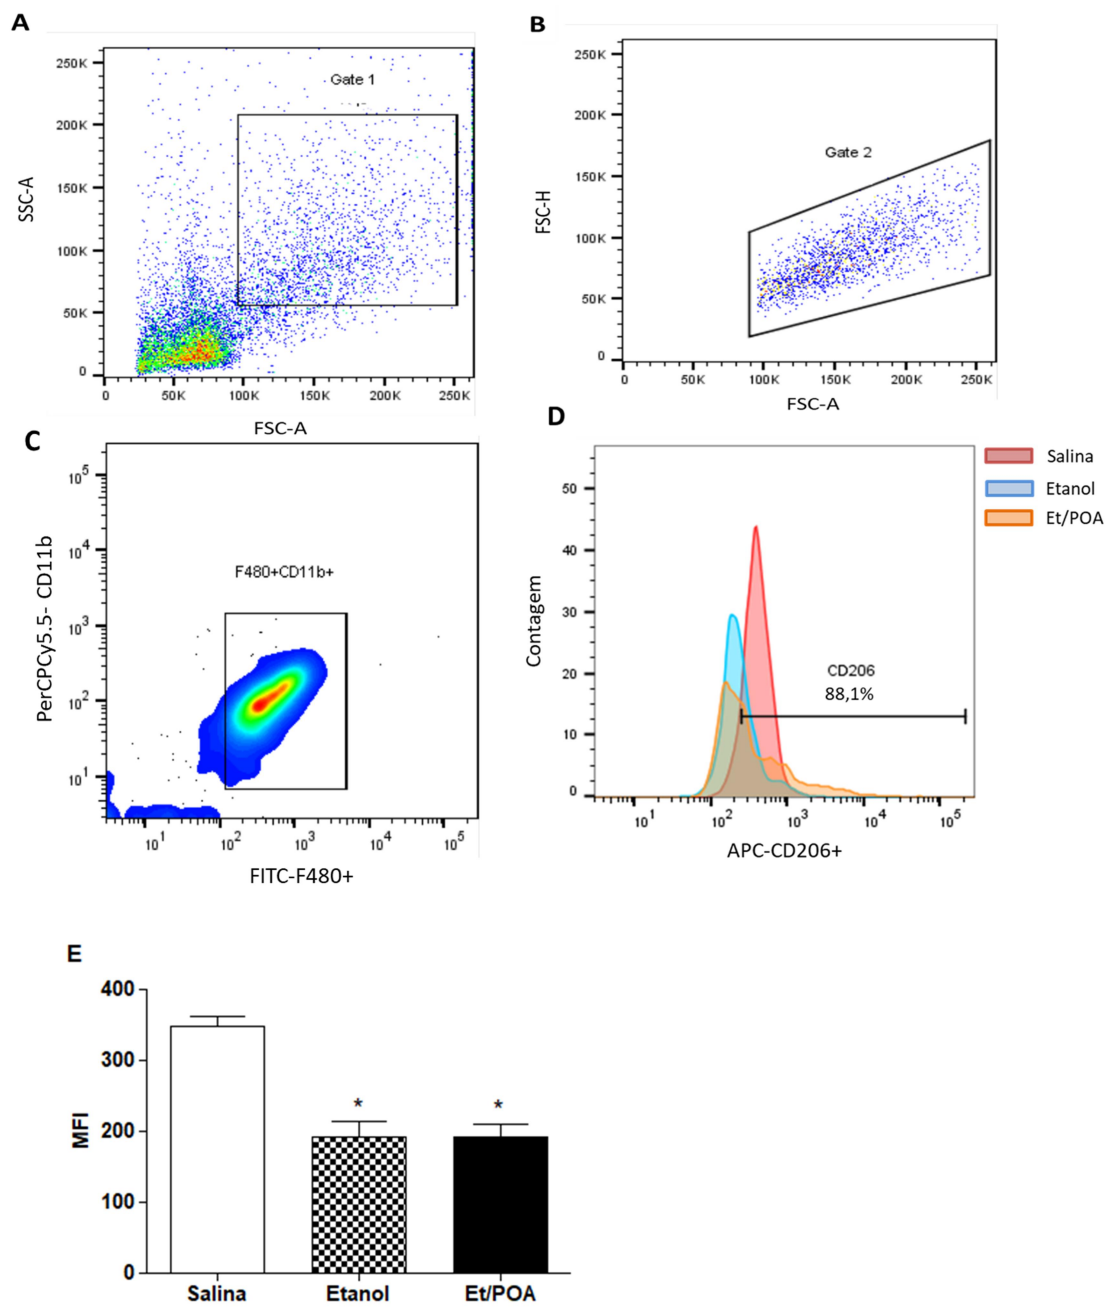 A
250K
200K
150K
100K
50K
0
SSC-A
Gate 1
0 50K 100K 150K 200K 250K
FSC-A
B
250K
200K
150K
100K
50K
0
FSC-H
Gate 2
0 50K 100K 150K 200K 250K
FSC-A
C
10^5
10^4
10^3
10^2
10^1
PerCPCy5.5- CD11b
F480+CD11b+
10^1 10^2 10^3 10^4 10^5
FITC-F480+
D
50
40
30
20
10
0
Contagem
CD206
88,1%
10^1 10^2 10^3 10^4 10^5
APC-CD206+
Salina
Etanol
Et/POA
E
400
300
200
100
0
MFI
* *
Salina Etanol Et/POA